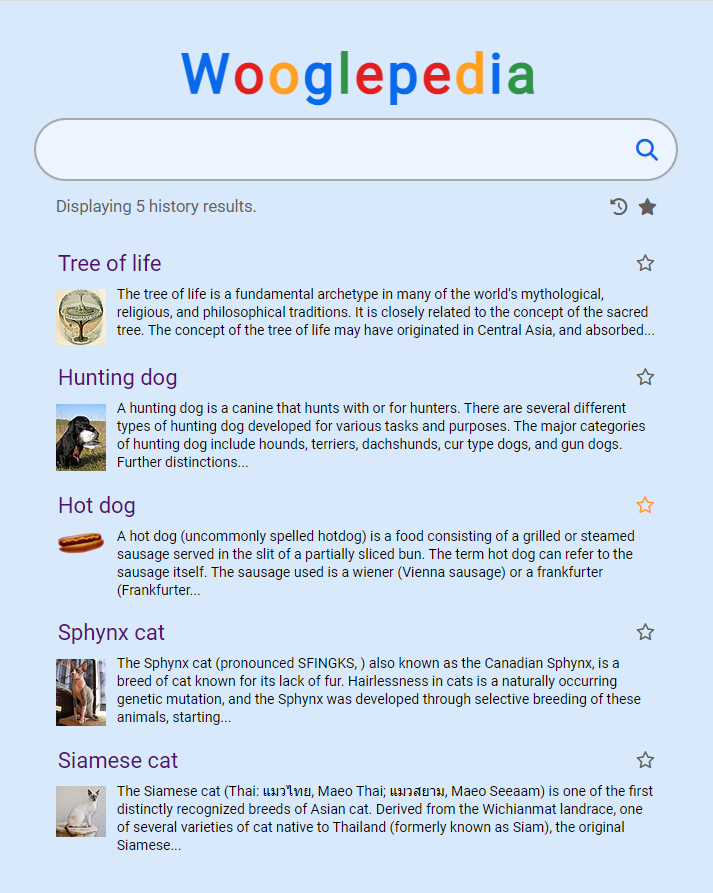 Wooglepedia
Displaying 5 history results.
Tree of life
The tree of life is a fundamental archetype in many of the world's mythological,
religious, and philosophical traditions. It is closely related to the concept of the sacred
tree. The concept of the tree of life may have originated in Central Asia, and absorbed...
Hunting dog
A hunting dog is a canine that hunts with or for hunters. There are several different
types of hunting dog developed for various tasks and purposes. The major categories
of hunting dog include hounds, terriers, dachshunds, cur type dogs, and gun dogs.
Further distinctions...
Hot dog
A hot dog (uncommonly spelled hotdog) is a food consisting of a grilled or steamed
sausage served in the slit of a partially sliced bun. The term hot dog can refer to the
sausage itself. The sausage used is a wiener (Vienna sausage) or a frankfurter
(Frankfurter...
Sphynx cat
The Sphynx cat (pronounced SFINGKS, ) also known as the Canadian Sphynx, is a
breed of cat known for its lack of fur. Hairlessness in cats is a naturally occurring
genetic mutation, and the Sphynx was developed through selective breeding of these
animals, starting...
Siamese cat
The Siamese cat (Thai: แมวไทย, Maeo Thai; แมวสยาม, Maeo Seeaam) is one of the first
distinctly recognized breeds of Asian cat. Derived from the Wichianmat landrace, one
of several varieties of cat native to Thailand (formerly known as Siam), the original
Siamese...